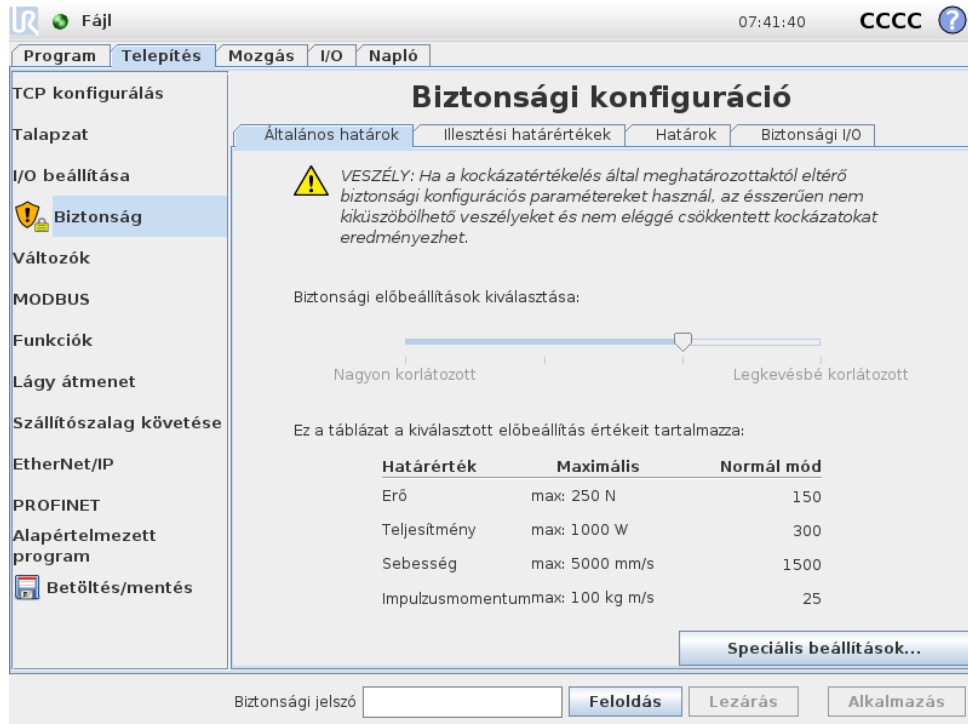 UR Fájl 07:41:40 CCCC ?
Program Telepítés Mozgás I/O Napló
TCP konfigurálás
Talapzat
I/O beállítása
Biztonság
Változók
MODBUS
Funkciók
Lágy átmenet
Szállítószalag követése
EtherNet/IP
PROFINET
Alapértelmezett
program
Betöltés/mentés
Biztonsági konfiguráció
Általános határok Illesztési határértékek Határok Biztonsági I/O
VESZÉLY: Ha a kockázatértékelés által meghatározottaktól eltérő
biztonsági konfigurációs paramétereket használ, az ésszerűen nem
kiküszöbölhető veszélyeket és nem eléggé csökkentett kockázatokat
eredményezhet.
Biztonsági előbeállítások kiválasztása:
Nagyon korlátozott Legkevésbé korlátozott
Ez a táblázat a kiválasztott előbeállítás értékeit tartalmazza:
Határérték Maximális Normál mód
Erő max: 250 N 150
Teljesítmény max: 1000 W 300
Sebesség max: 5000 mm/s 1500
Impulzusmomentummax: 100 kg m/s 25
Speciális beállítások...
Biztonsági jelszó Feloldás Lezárás Alkalmazás